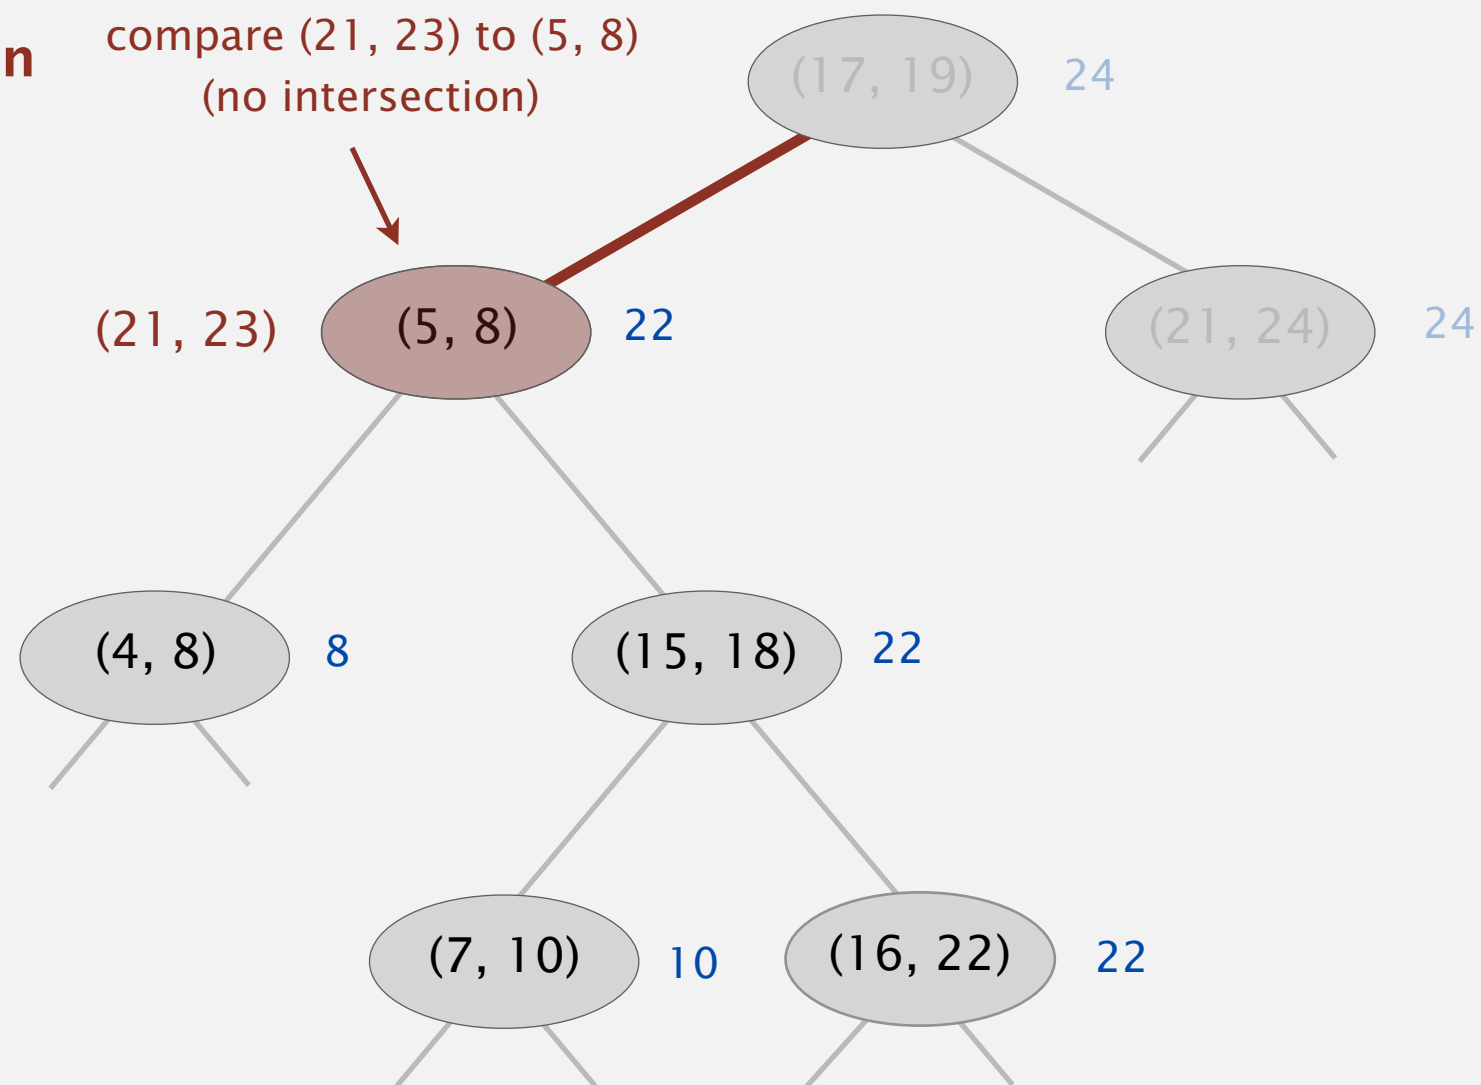 n
compare (21, 23) to (5, 8)
(no intersection)
(17, 19) 24
(21, 23) (5, 8) 22
(21, 24) 24
(4, 8) 8
(15, 18) 22
(7, 10) 10
(16, 22) 22